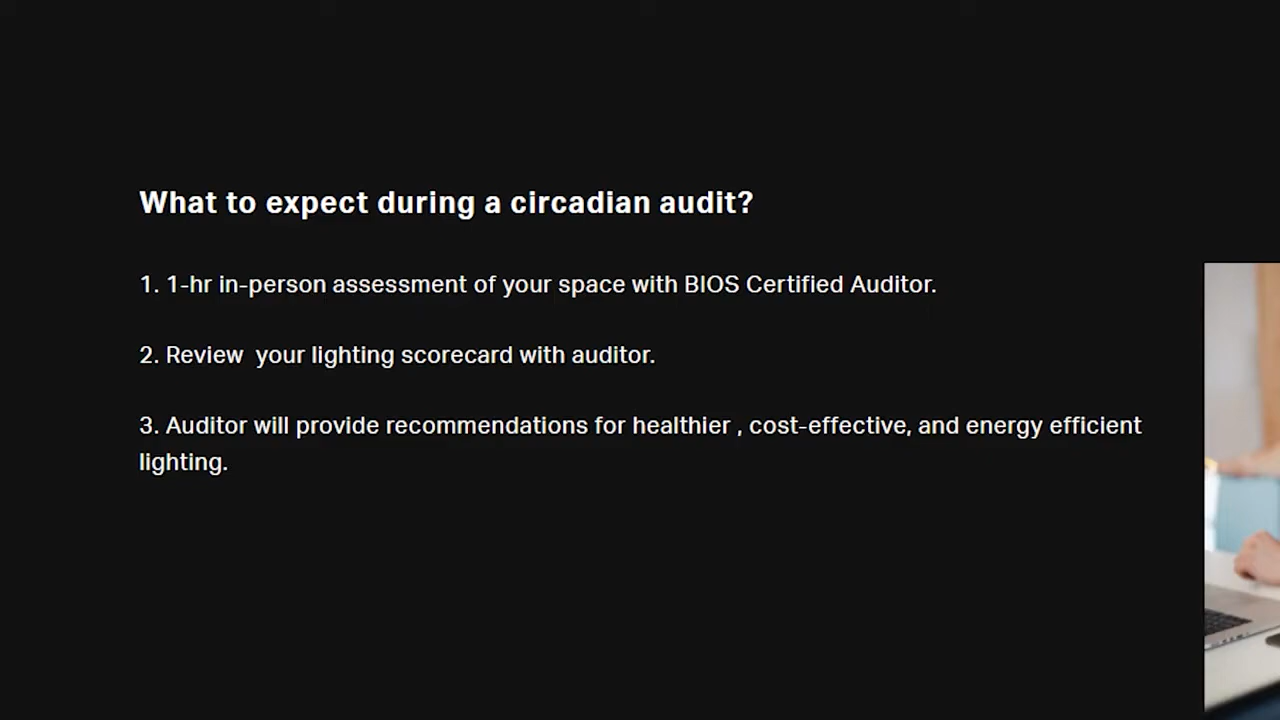 What to expect during a circadian audit?
1. 1-hr in-person assessment of your space with BIOS Certified Auditor.
2. Review  your lighting scorecard with auditor.
3. Auditor will provide recommendations for healthier , cost-effective, and energy efficient
lighting.